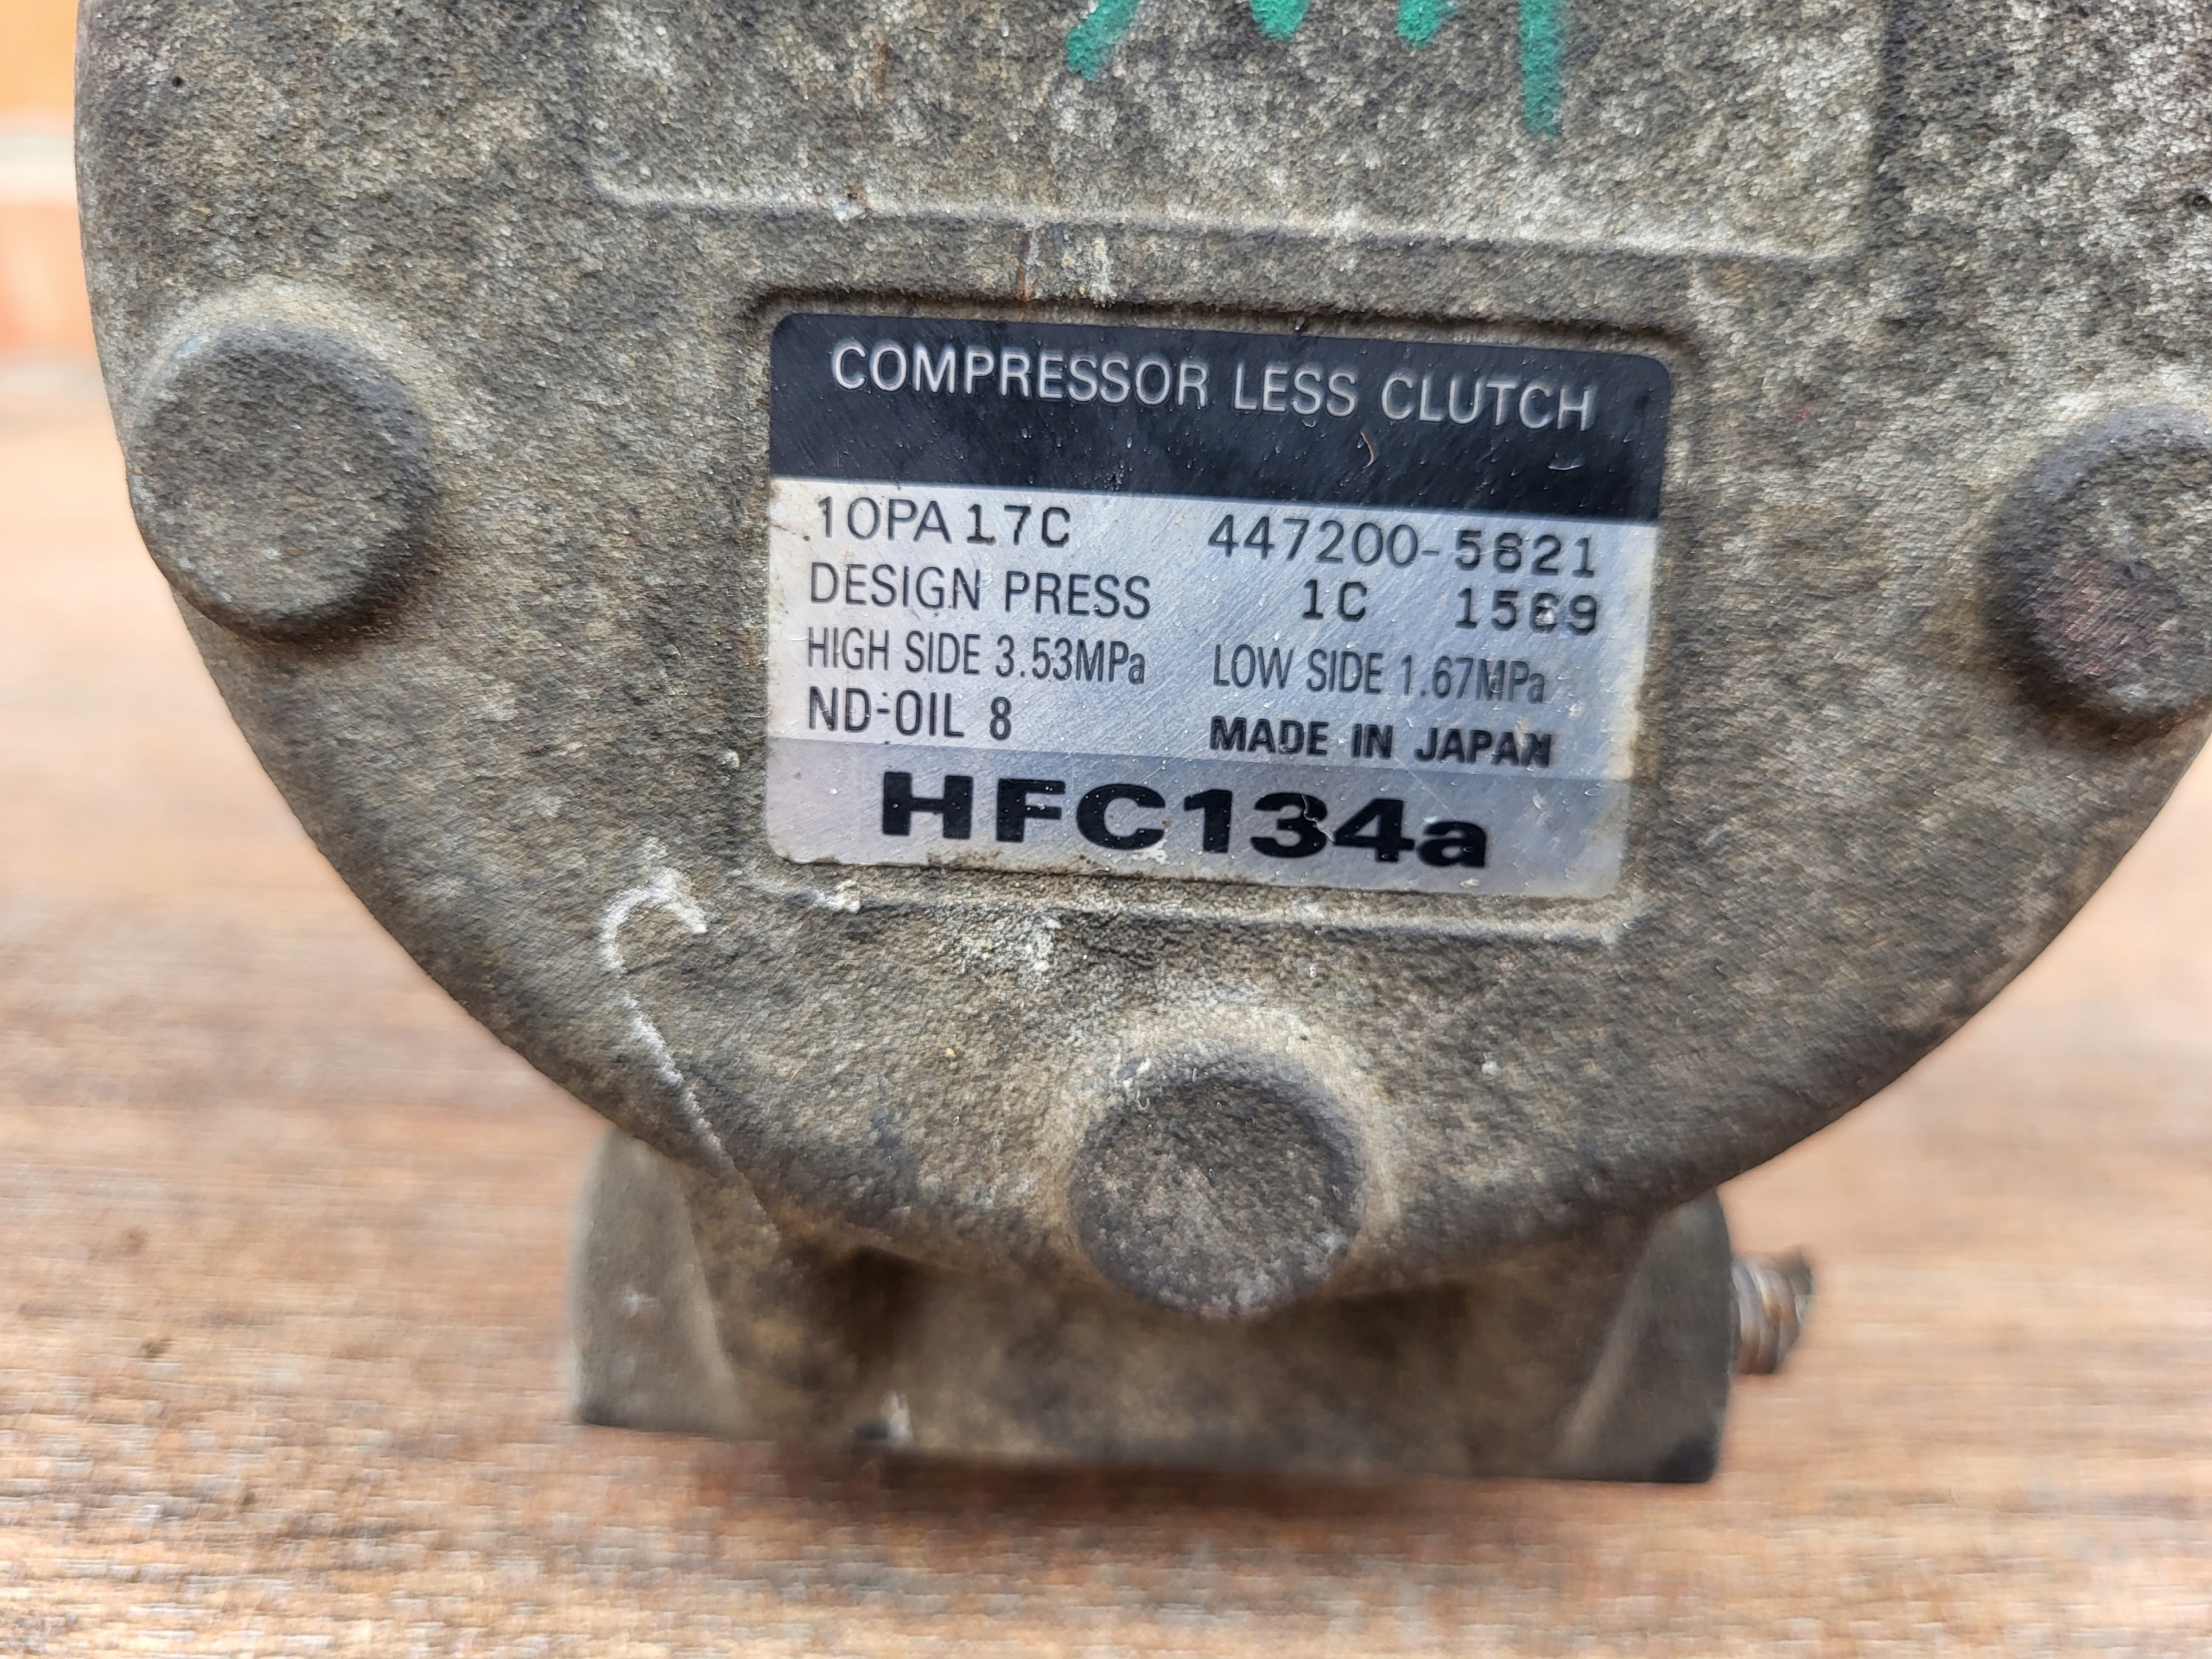 COMPRESSOR LESS CLUTCH
10PA17C 447200-5821
DESIGN PRESS 1C 1569
HIGH SIDE 3.53MPa LOW SIDE 1.67MPa
ND-OIL 8 MADE IN JAPAN
HFC134a